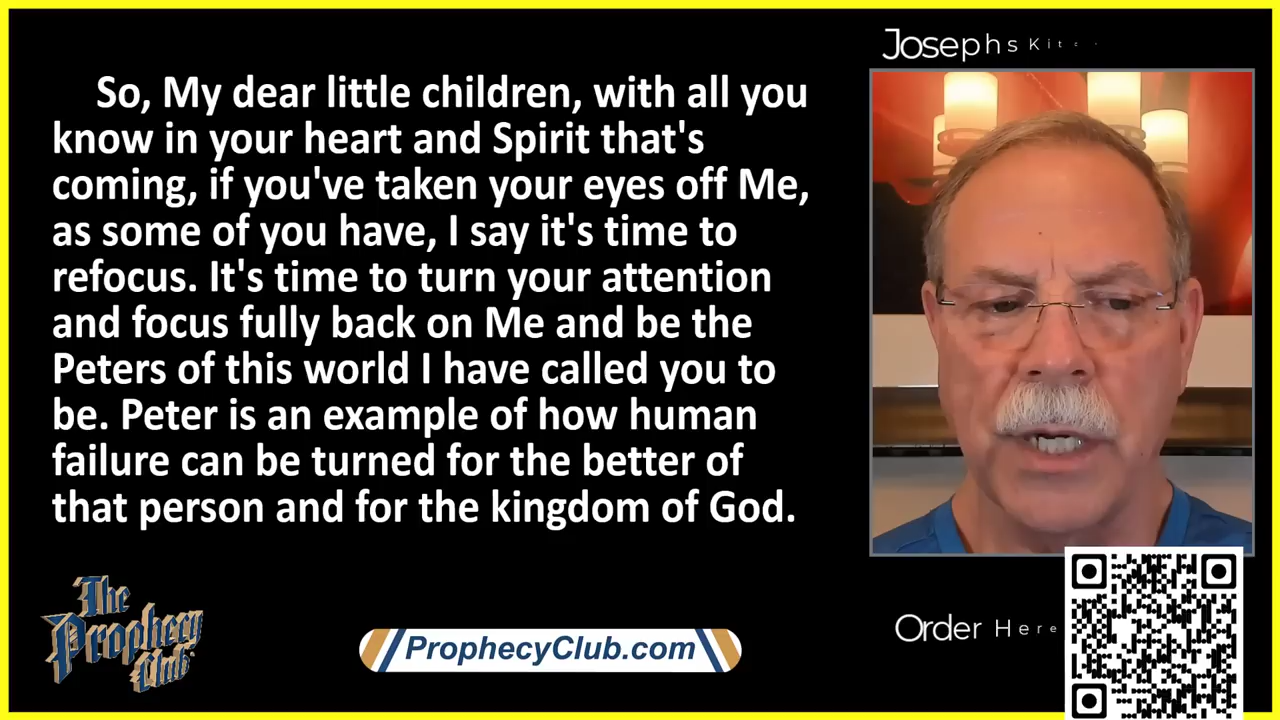 Josephs Kit
So, My dear little children, with all you
know in your heart and Spirit that's
coming, if you've taken your eyes off Me,
as some of you have, I say it's time to
refocus. It's time to turn your attention
and focus fully back on Me and be the
Peters of this world I have called you to
be. Peter is an example of how human
failure can be turned for the better of
that person and for the kingdom of God.
The
Prophecy
Club
ProphecyClub.com
Order Here